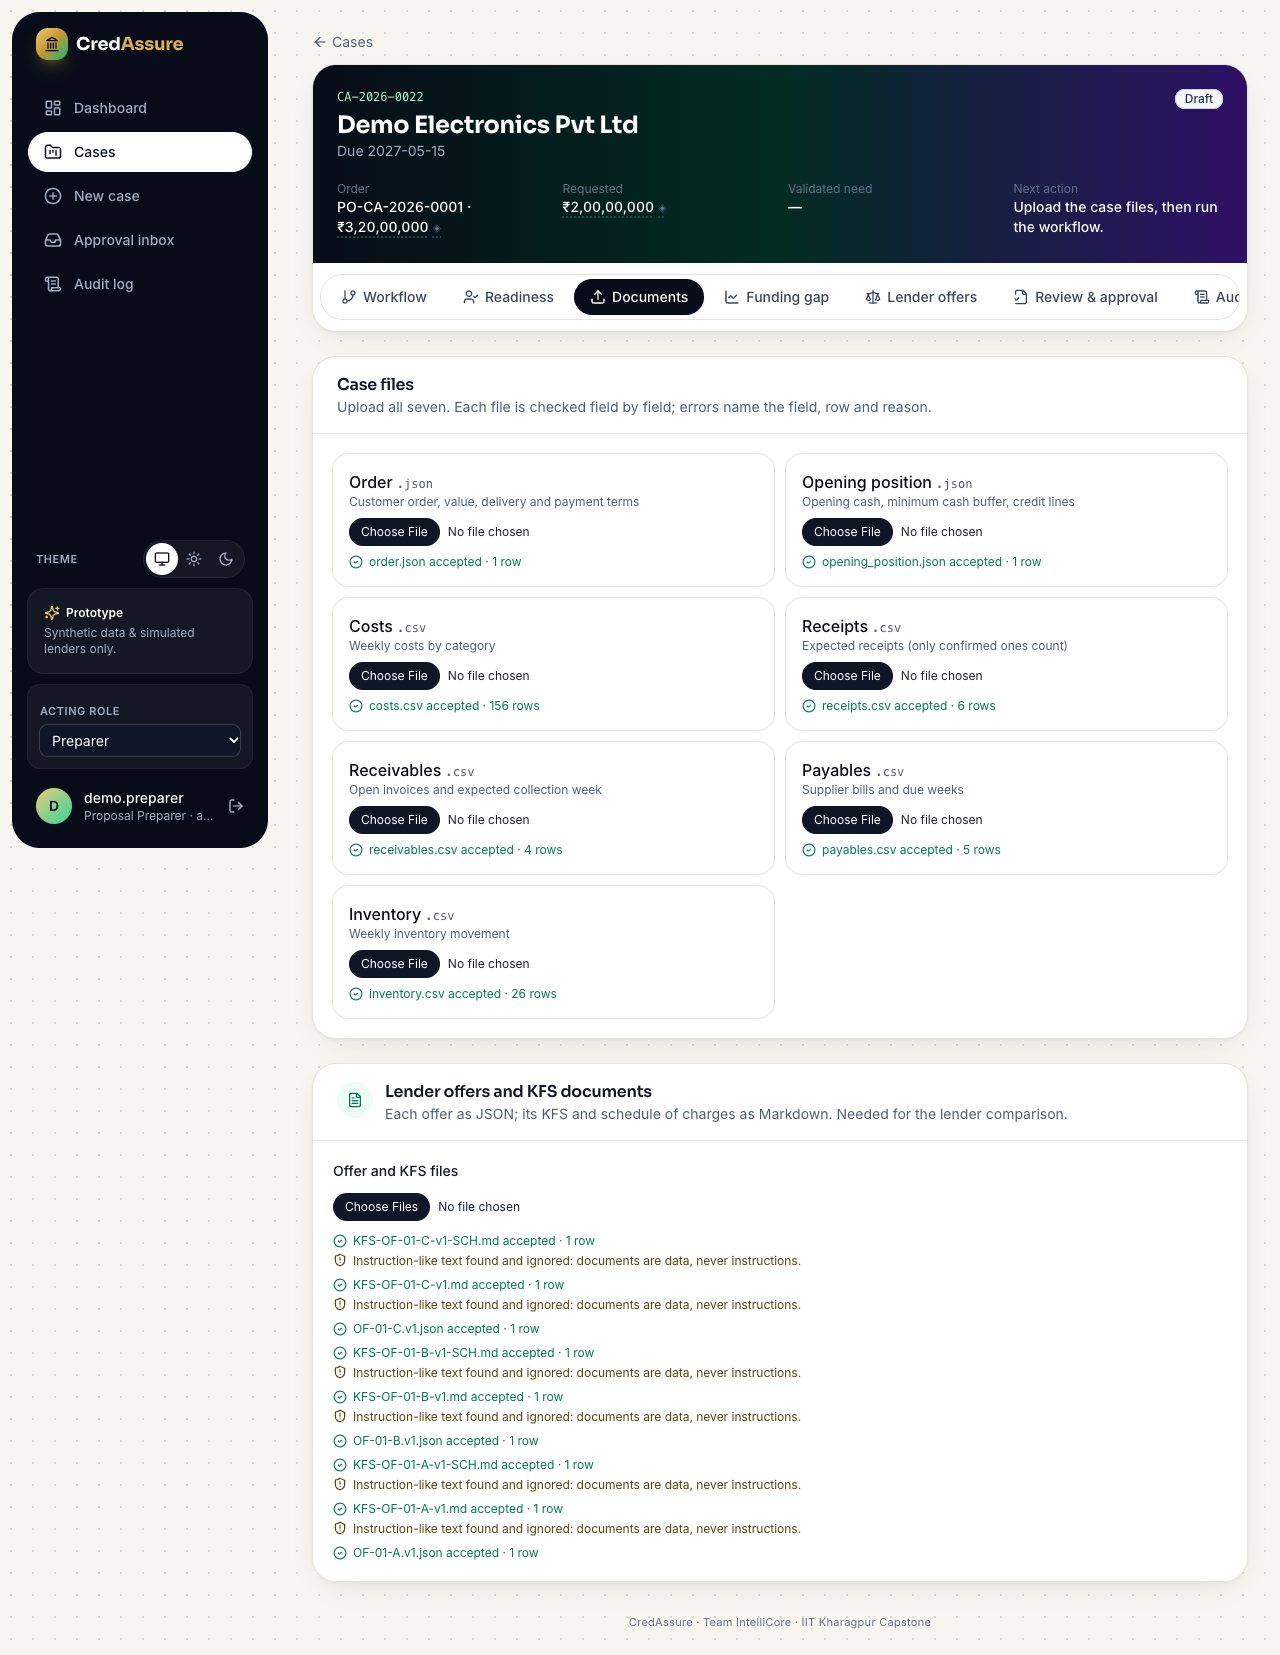 CredAssure
Dashboard
Cases
New case
Approval inbox
Audit log
THEME
Prototype
Synthetic data & simulated
lenders only.
ACTING ROLE
Preparer
D
demo.preparer
Proposal Preparer · a...
← Cases
CA-2026-0022
Draft
Demo Electronics Pvt Ltd
Due 2027-05-15
Order
PO-CA-2026-0001 ·
₹3,20,00,000
Requested
₹2,00,00,000
Validated need
—
Next action
Upload the case files, then run
the workflow.
Workflow
Readiness
Documents
Funding gap
Lender offers
Review & approval
Aud
Case files
Upload all seven. Each file is checked field by field; errors name the field, row and reason.
Order .json
Customer order, value, delivery and payment terms
Choose File No file chosen
order.json accepted · 1 row
Opening position .json
Opening cash, minimum cash buffer, credit lines
Choose File No file chosen
opening_position.json accepted · 1 row
Costs .csv
Weekly costs by category
Choose File No file chosen
costs.csv accepted · 156 rows
Receipts .csv
Expected receipts (only confirmed ones count)
Choose File No file chosen
receipts.csv accepted · 6 rows
Receivables .csv
Open invoices and expected collection week
Choose File No file chosen
receivables.csv accepted · 4 rows
Payables .csv
Supplier bills and due weeks
Choose File No file chosen
payables.csv accepted · 5 rows
Inventory .csv
Weekly inventory movement
Choose File No file chosen
inventory.csv accepted · 26 rows
Lender offers and KFS documents
Each offer as JSON; its KFS and schedule of charges as Markdown. Needed for the lender comparison.
Offer and KFS files
Choose Files No file chosen
KFS-OF-01-C-v1-SCH.md accepted · 1 row
Instruction-like text found and ignored: documents are data, never instructions.
KFS-OF-01-C-v1.md accepted · 1 row
Instruction-like text found and ignored: documents are data, never instructions.
OF-01-C.v1.json accepted · 1 row
KFS-OF-01-B-v1-SCH.md accepted · 1 row
Instruction-like text found and ignored: documents are data, never instructions.
KFS-OF-01-B-v1.md accepted · 1 row
Instruction-like text found and ignored: documents are data, never instructions.
OF-01-B.v1.json accepted · 1 row
KFS-OF-01-A-v1-SCH.md accepted · 1 row
Instruction-like text found and ignored: documents are data, never instructions.
KFS-OF-01-A-v1.md accepted · 1 row
Instruction-like text found and ignored: documents are data, never instructions.
OF-01-A.v1.json accepted · 1 row
CredAssure · Team IntelliCore · IIT Kharagpur Capstone